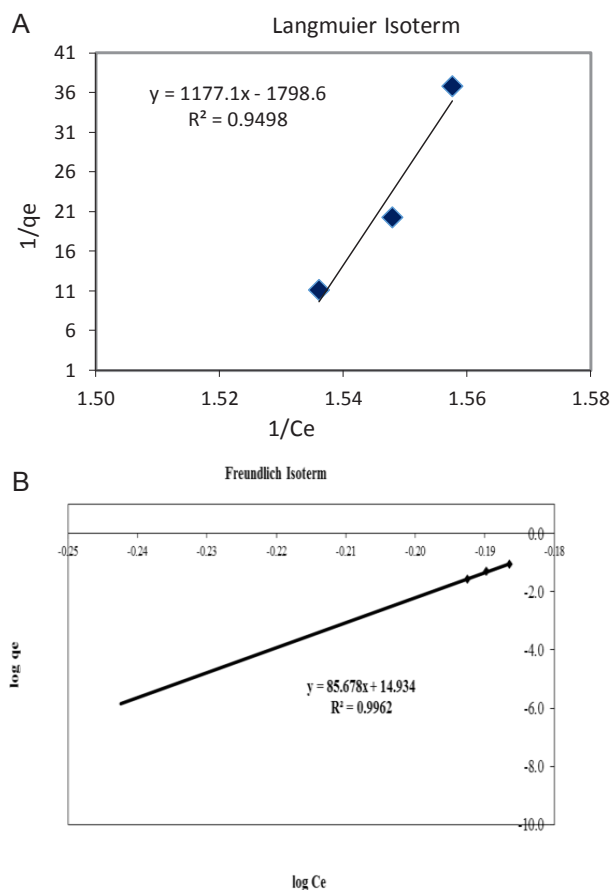 A
Langmuier Isoterm
y = 1177.1x - 1798.6
R² = 0.9498
41
36
31
26
21
16
11
6
1
1/qe
1.50 1.52 1.54 1.56 1.58
1/Ce
B
Freundlich Isoterm
0.0
-0.25 -0.24 -0.23 -0.22 -0.21 -0.20 -0.19 -0.18
-2.0
-4.0
-6.0
-8.0
-10.0
log qe
y = 85.678x + 14.934
R² = 0.9962
log Ce